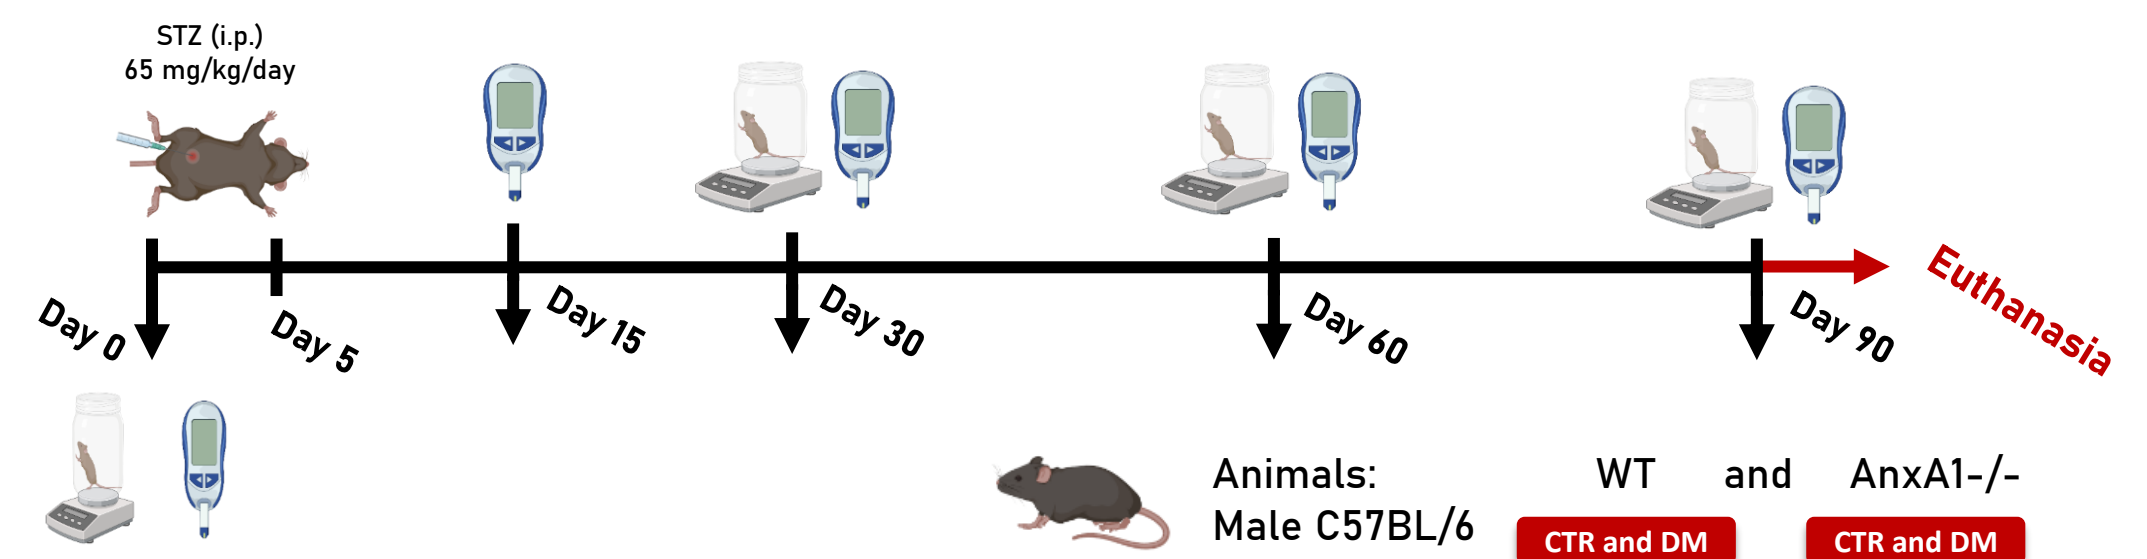 STZ (i.p.)
65 mg/kg/day
Day 0
Day 5
Day 15
Day 30
Day 60
Day 90
Euthanasia
Animals:
Male C57BL/6
WT and AnxA1-/-
CTR and DM
CTR and DM